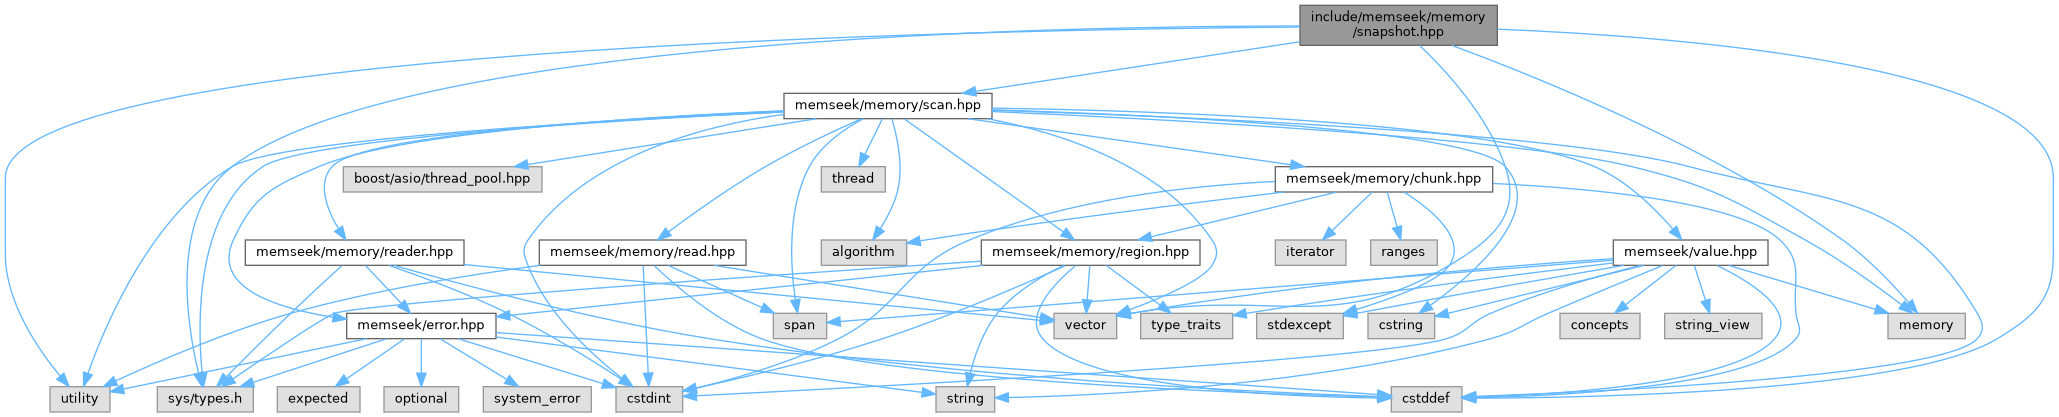 include/memseek/memory
/snapshot.hpp
memseek/memory/scan.hpp
boost/asio/thread_pool.hpp
thread
memseek/memory/chunk.hpp
memseek/memory/reader.hpp
memseek/memory/read.hpp
algorithm
memseek/memory/region.hpp
iterator
ranges
memseek/value.hpp
memseek/error.hpp
span
vector
type_traits
stdexcept
cstring
concepts
string_view
memory
utility
sys/types.h
expected
optional
system_error
cstdint
string
cstddef